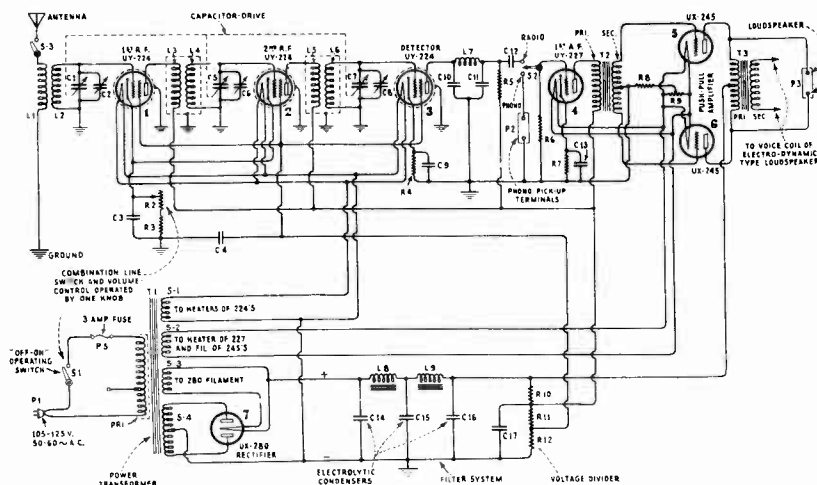 ANTENNA
CAPACITOR-DRIVE
S-3
1ST R.F.
UY-224
L3
L4
2ND R.F.
UY-224
L5
L6
DETECTOR
UY-224
L7
C12
RADIO
S2
1ST A.F.
UY-227
PRI.
T2
SEC.
UX-245
5
LOUDSPEAKER
L1
L2
C1
C2
1
C5
C6
2
C7
C8
3
C10
C11
R5
PHONO
P2
R6
4
R7
C13
R8
R9
PUSH-PULL
AMPLIFIER
6
UX-245
T3
PRI
SEC
P3
TO VOICE COIL OF
ELECTRO-DYNAMIC
TYPE LOUDSPEAKER
R4
C9
PHONO PICK-UP
TERMINALS
GROUND
C3
R2
R3
C4
COMBINATION LINE
SWITCH AND VOLUME
CONTROL OPERATED
BY ONE KNOB
T1
S-1
TO HEATERS OF 224'S
3 AMP FUSE
P5
S-2
TO HEATER OF 227
AND FIL OF 245'S
"OFF-ON"
OPERATING
SWITCH
S1
S-3
TO 280 FILAMENT
+
L8
L9
R10
R11
R12
P1
PRI
S-4
7
UX-280
RECTIFIER
C14
C15
C16
C17
105-125 V.
50-60 ~ A.C.
-
-
POWER
TRANSFORMER
ELECTROLYTIC
CONDENSERS
FILTER SYSTEM
VOLTAGE DIVIDER